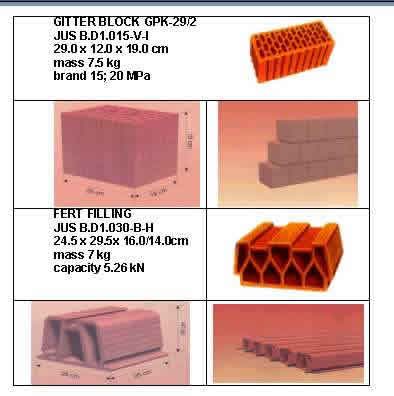 GITTER BLOCK GPK-29/2
JUS B.D1.015-V-I
29.0 x 12.0 x 19.0 cm
mass 7.5 kg
brand 15; 20 MPa
FERT FILLING
JUS B.D1.030-B-H
24.5 x 29.5x 16.0/14.0cm
mass 7 kg
capacity 5.26 kN